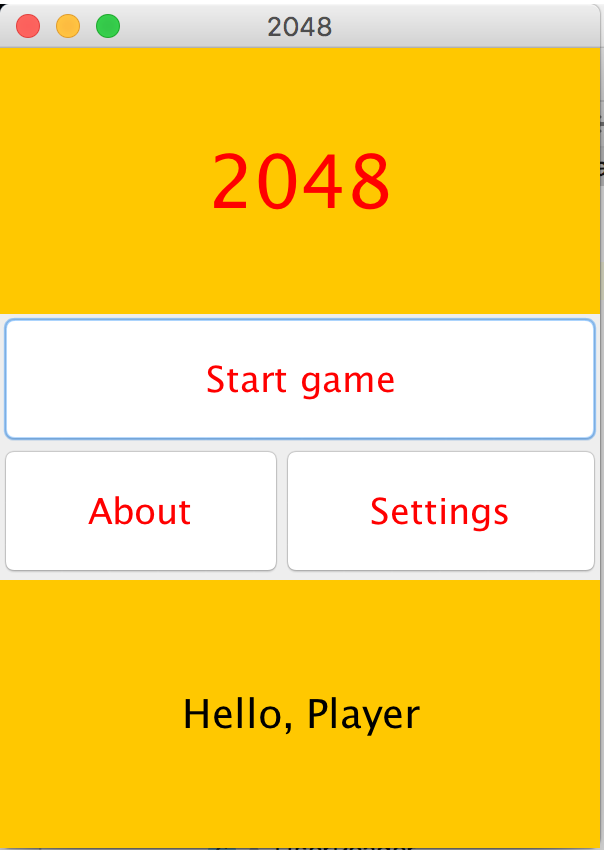 2048
2048
Start game
About
Settings
Hello, Player